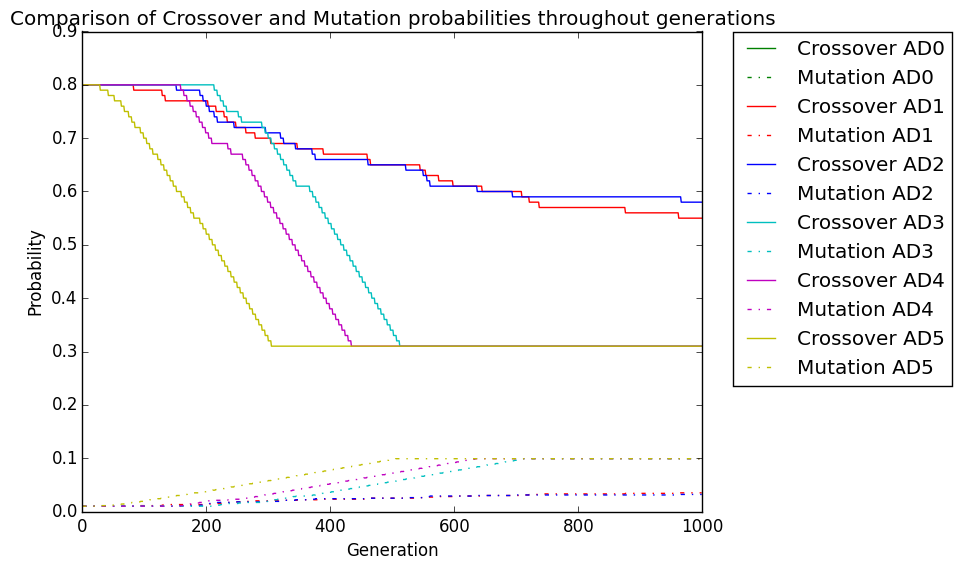 Comparison of Crossover and Mutation probabilities throughout generations
0.9
0.8
0.7
0.6
0.5
0.4
0.3
0.2
0.1
0.0
Probability
0 200 400 600 800 1000
Generation
Crossover AD0
Mutation AD0
Crossover AD1
Mutation AD1
Crossover AD2
Mutation AD2
Crossover AD3
Mutation AD3
Crossover AD4
Mutation AD4
Crossover AD5
Mutation AD5